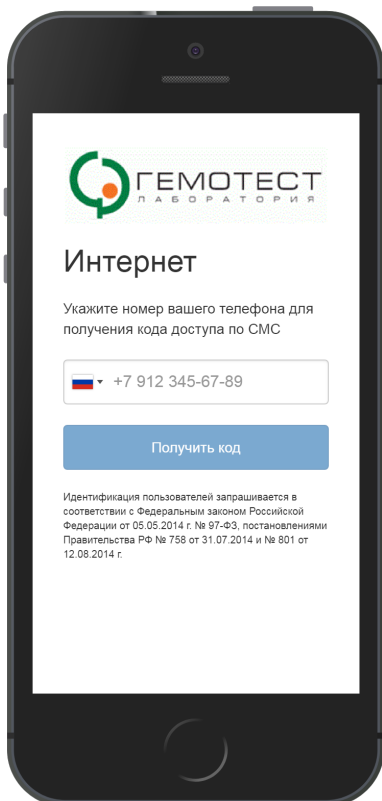 ГЕМОТЕСТ
ЛАБОРАТОРИЯ
Интернет
Укажите номер вашего телефона для
получения кода доступа по СМС
+7 912 345-67-89
Получить код
Идентификация пользователей запрашивается в
соответствии с Федеральным законом Российской
Федерации от 05.05.2014 г. № 97-ФЗ, постановлениями
Правительства РФ № 758 от 31.07.2014 и № 801 от
12.08.2014 г.